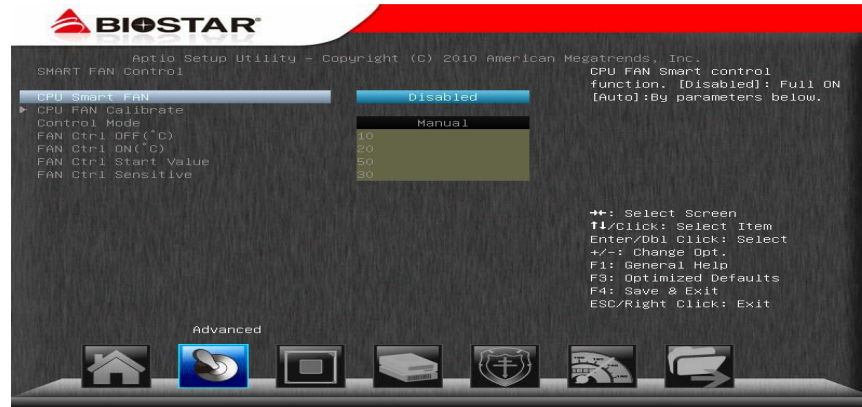 BIOSTAR®
Aptio Setup Utility - Copyright (C) 2010 American Megatrends, Inc.
SMART FAN Control
CPU Smart FAN Disabled
▶ CPU FAN Calibrate
Control Mode Manual
FAN Ctrl OFF(°C) 10
FAN Ctrl ON(°C) 20
FAN Ctrl Start Value 50
FAN Ctrl Sensitive 30
CPU FAN Smart control
function. [Disabled]: Full ON
[Auto]:By parameters below.
→←: Select Screen
↑↓/Click: Select Item
Enter/Dbl Click: Select
+/-: Change Opt.
F1: General Help
F3: Optimized Defaults
F4: Save & Exit
ESC/Right Click: Exit
Advanced